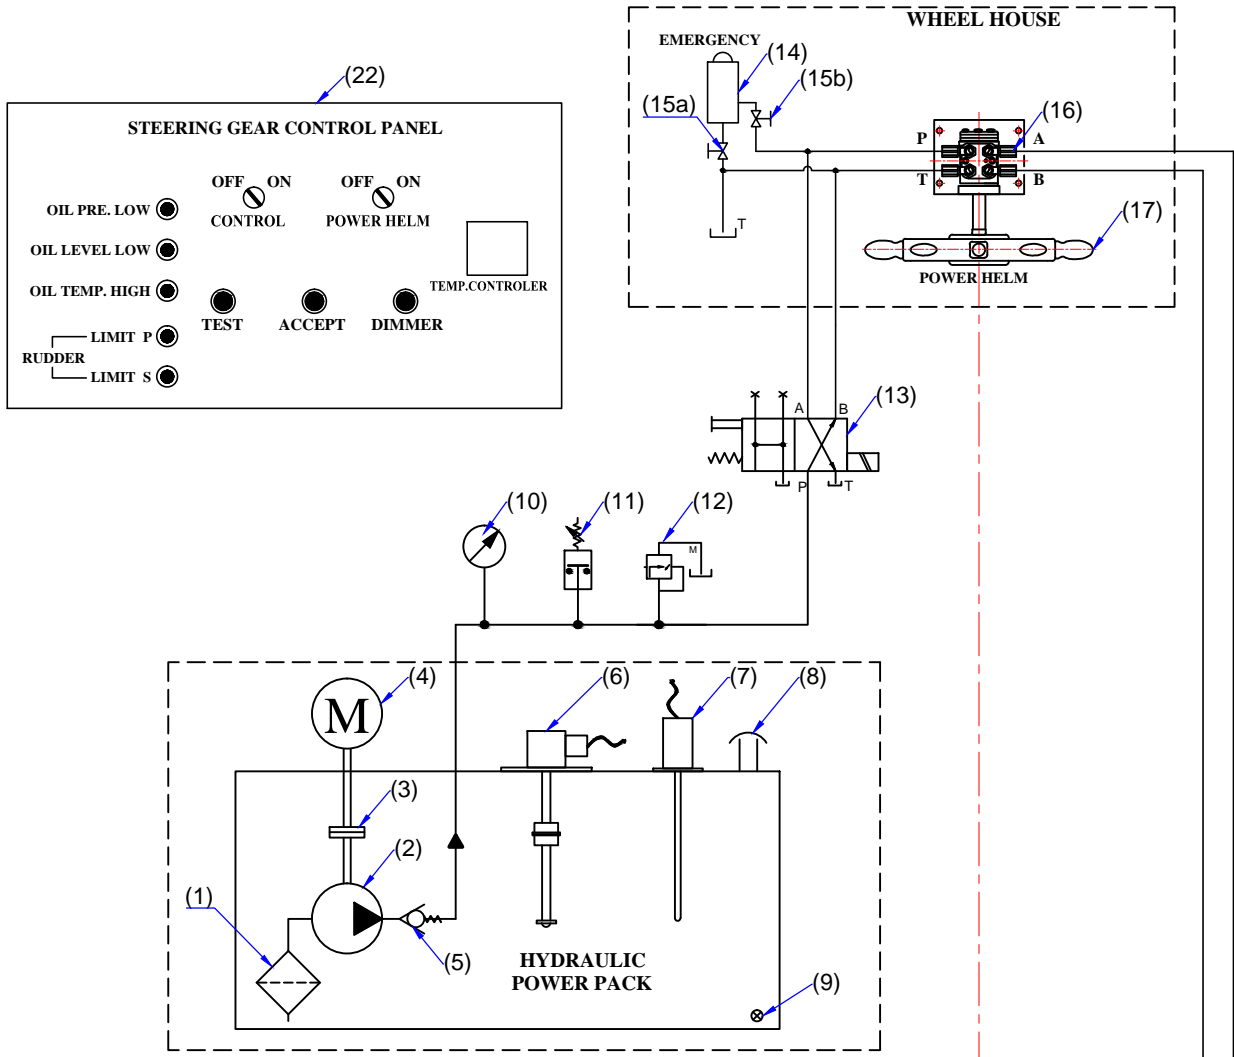 WHEEL HOUSE
EMERGENCY
(14)
(15b)
(15a)
(16)
P
A
T
B
T
(17)
POWER HELM
(22)
STEERING GEAR CONTROL PANEL
OFF ON
CONTROL
OFF ON
POWER HELM
OIL PRE. LOW
OIL LEVEL LOW
OIL TEMP. HIGH
LIMIT P
RUDDER
LIMIT S
TEST
ACCEPT
DIMMER
TEMP.CONTROLER
A
B
(13)
P
T
(10)
(11)
(12)
M
(4)
M
(6)
(7)
(8)
(3)
(2)
(1)
(5)
HYDRAULIC
POWER PACK
(9)